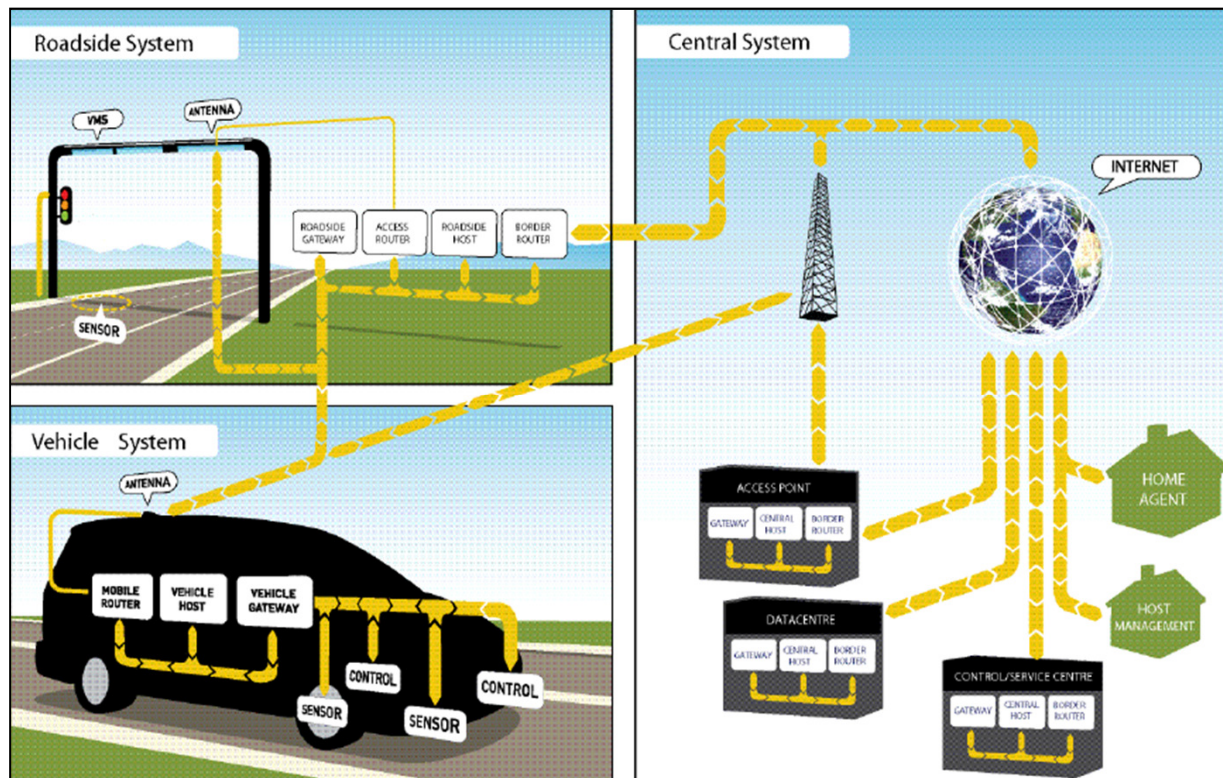 Roadside System
VMS
ANTENNA
ROADSIDE
GATEWAY
ACCESS
ROUTER
ROADSIDE
HOST
BORDER
ROUTER
SENSOR
Vehicle System
ANTENNA
MOBILE
ROUTER
VEHICLE
HOST
VEHICLE
GATEWAY
SENSOR
CONTROL
SENSOR
CONTROL
Central System
INTERNET
ACCESS POINT
GATEWAY
CENTRAL
HOST
BORDER
ROUTER
DATACENTRE
GATEWAY
CENTRAL
HOST
BORDER
ROUTER
CONTROL/SERVICE CENTRE
GATEWAY
CENTRAL
HOST
BORDER
ROUTER
HOME
AGENT
HOST
MANAGEMENT